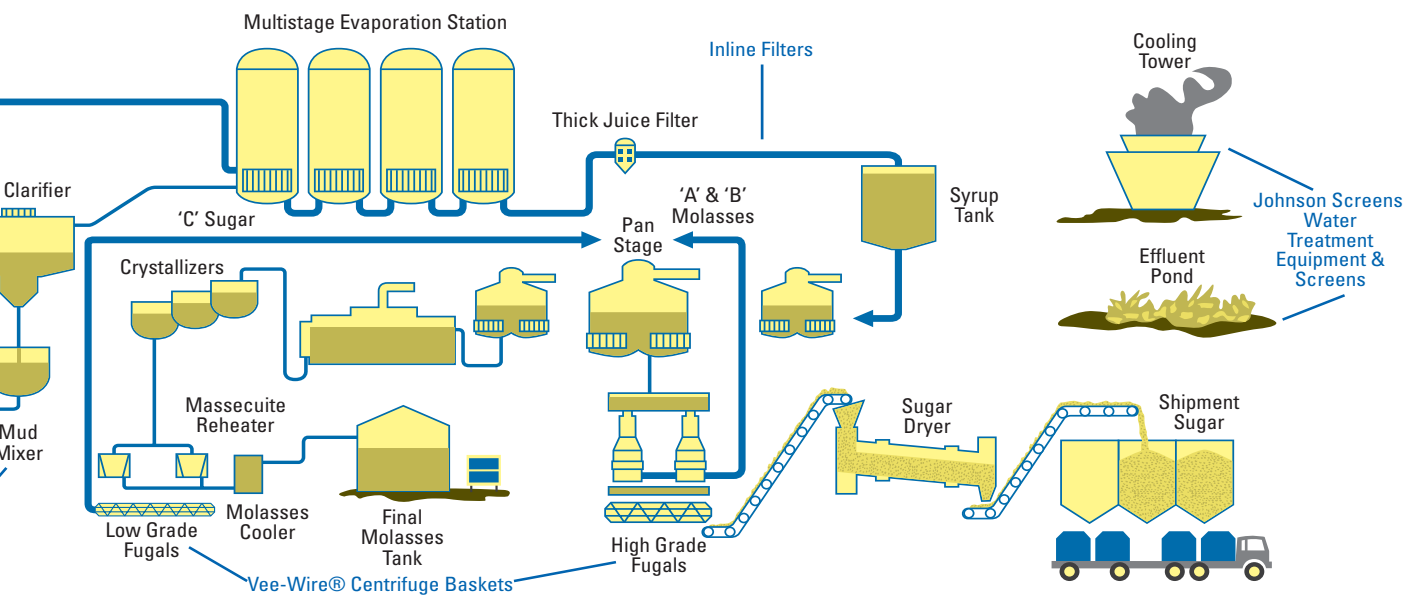 Multistage Evaporation Station
Inline Filters
Cooling
Tower
Thick Juice Filter
Clarifier
'C' Sugar
'A' & 'B'
Molasses
Pan
Stage
Syrup
Tank
Johnson Screens
Water
Treatment
Equipment &
Screens
Effluent
Pond
Crystallizers
Massecuite
Reheater
Mud
Mixer
Sugar
Dryer
Shipment
Sugar
Low Grade
Fugals
Molasses
Cooler
Final
Molasses
Tank
High Grade
Fugals
Vee-Wire® Centrifuge Baskets